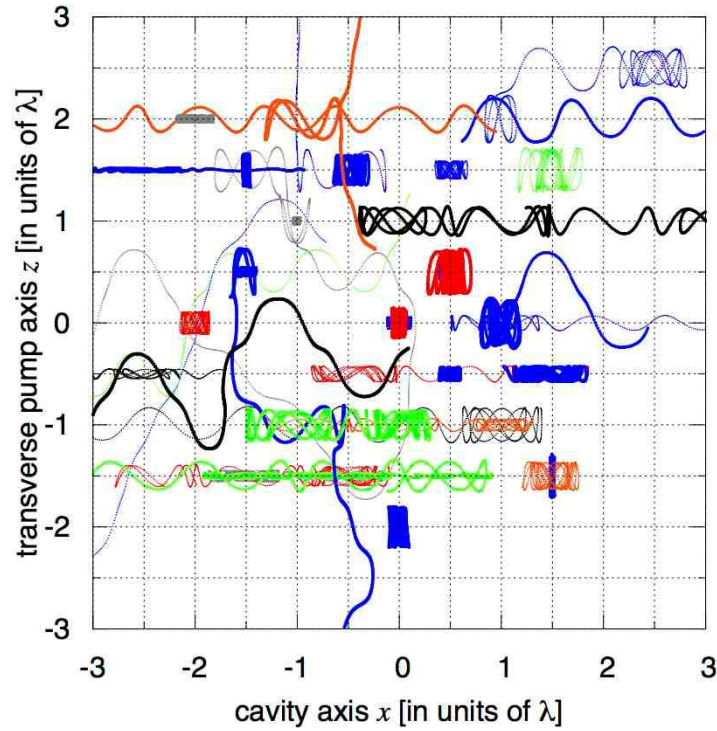 3
2
1
0
-1
-2
-3
transverse pump axis z [in units of λ]
-3 -2 -1 0 1 2 3
cavity axis x [in units of λ]